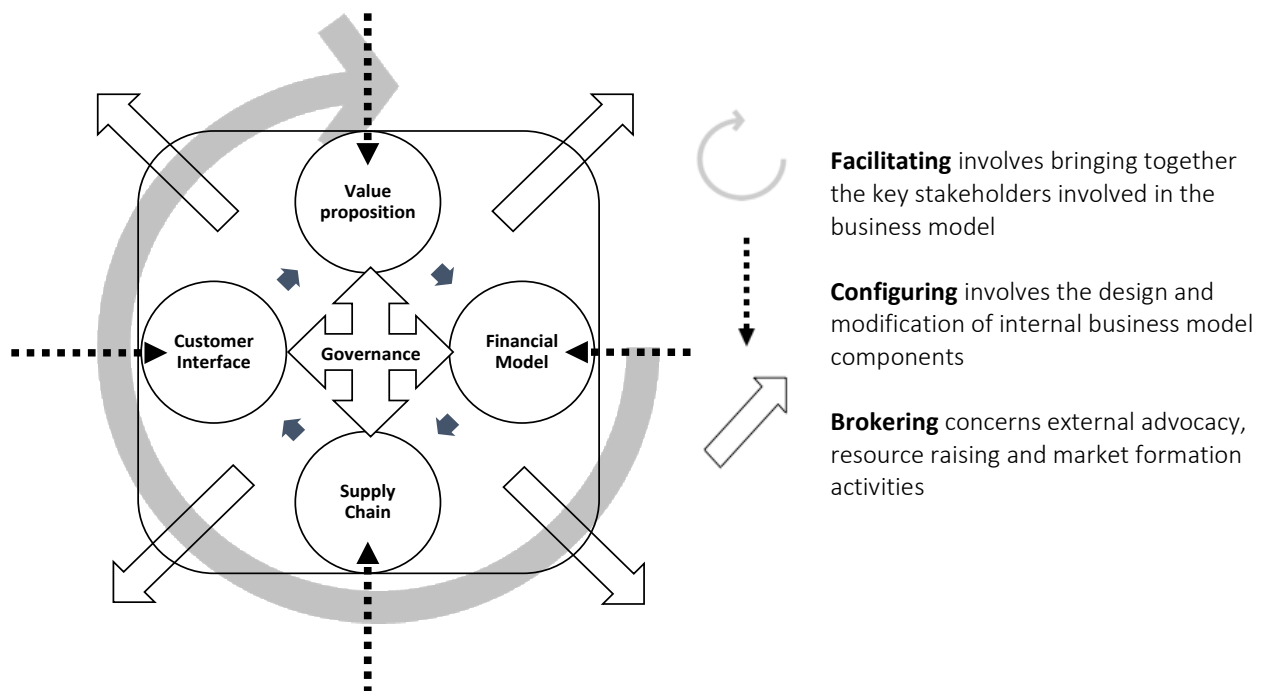 Value
proposition
Customer
Interface
Governance
Financial
Model
Supply
Chain
Facilitating involves bringing together
the key stakeholders involved in the
business model
Configuring involves the design and
modification of internal business model
components
Brokering concerns external advocacy,
resource raising and market formation
activities